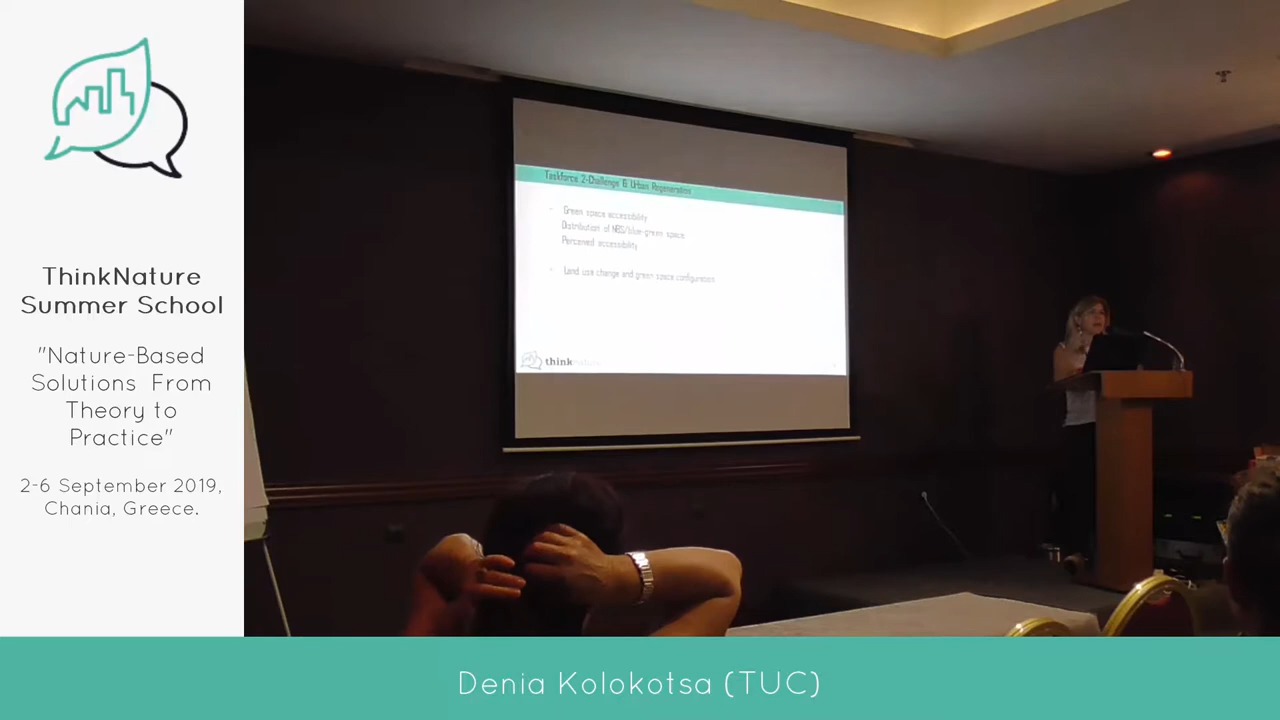 ThinkNature
Summer School
"Nature-Based
Solutions From
Theory to
Practice"
2-6 September 2019,
Chania, Greece.
Taskforce 2-Challenge 6 Urban Regeneration
- Green space accessibility
Distribution of NBS/blue-green space
Perceived accessibility
- Land use change and green space configuration
thinknature
Denia Kolokotsa (TUC)